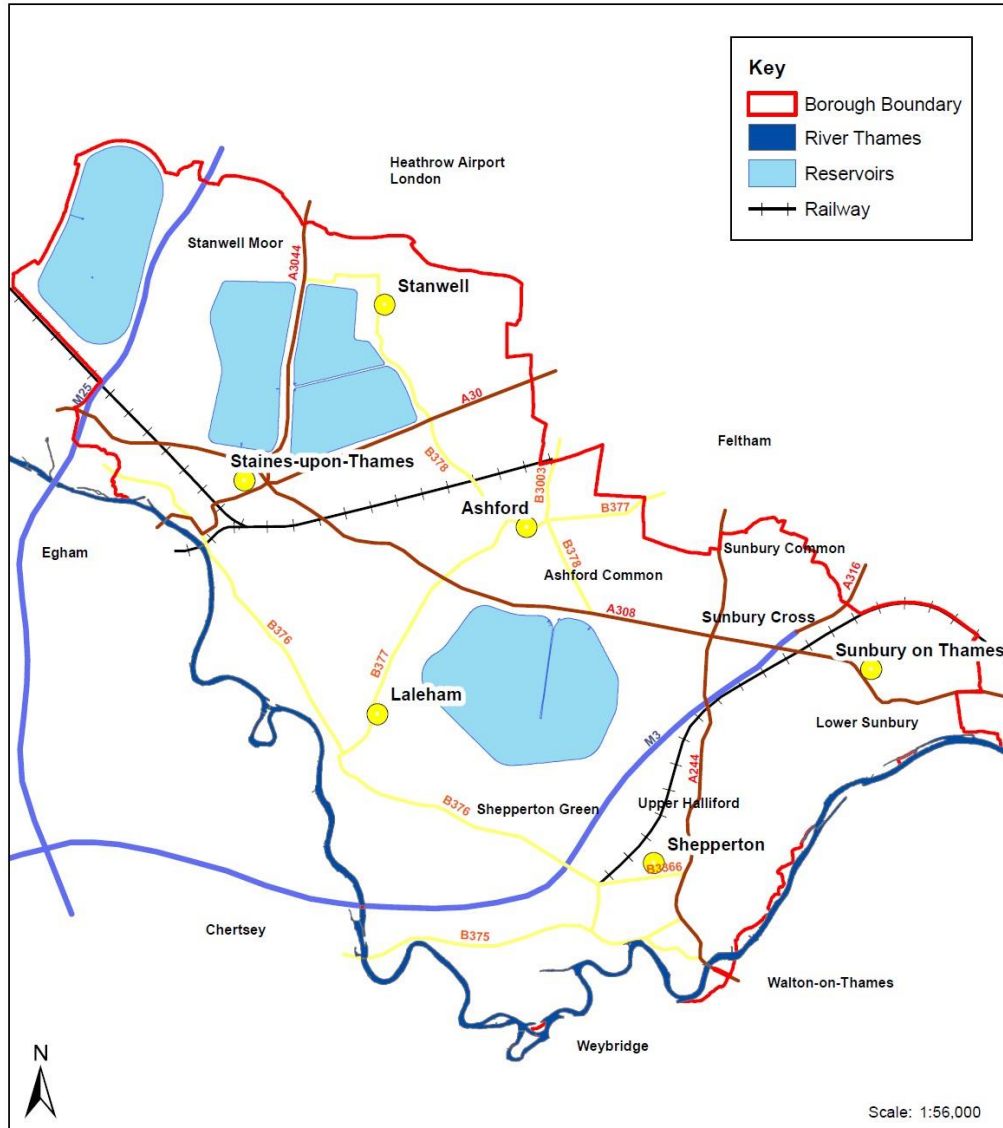 Key
Borough Boundary
River Thames
Reservoirs
Railway
Heathrow Airport
London
Stanwell Moor
A3044
Stanwell
M25
A30
Feltham
B378
Staines-upon-Thames
B3003
Ashford
B377
Sunbury Common
Egham
B378
Ashford Common
A316
A308
Sunbury Cross
B376
B377
Sunbury on Thames
Laleham
Lower Sunbury
M3
A244
B376
Shepperton Green
Upper Halliford
Shepperton
B3366
Chertsey
B375
Walton-on-Thames
Weybridge
N
Scale: 1:56,000